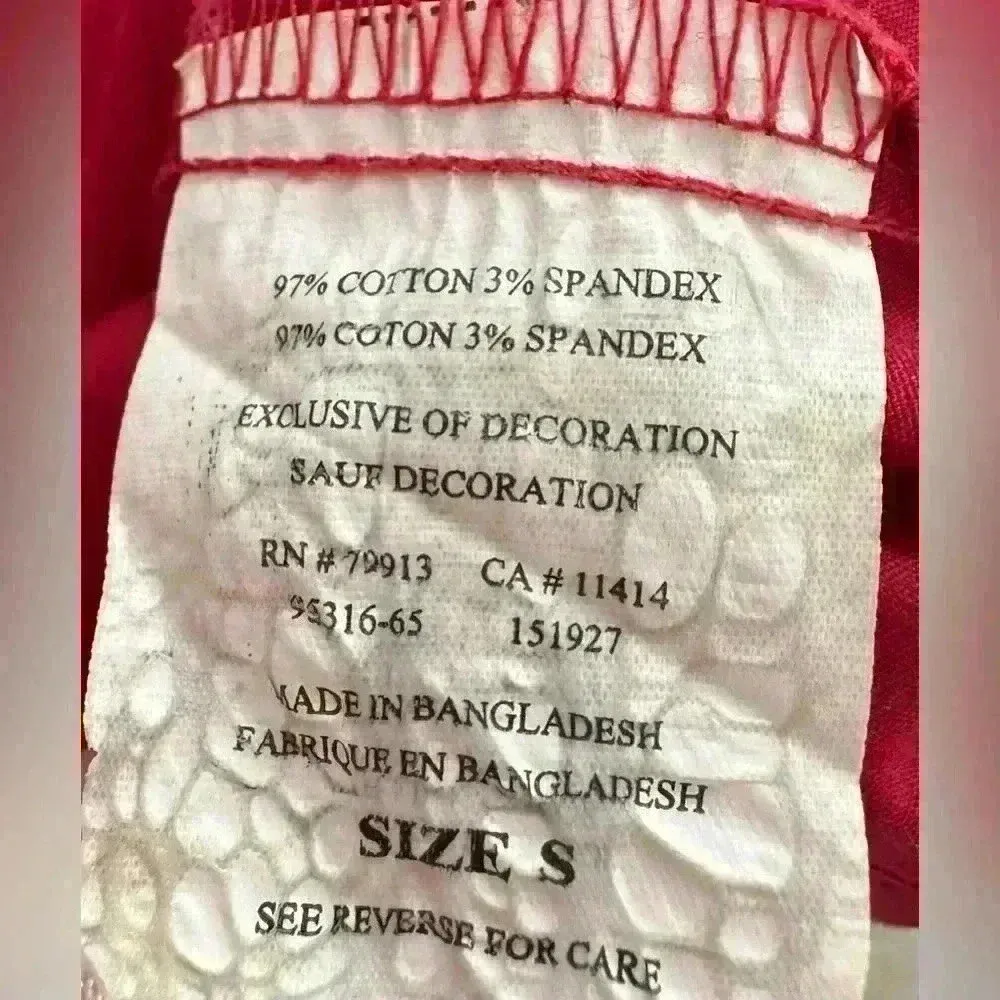 97% COTTON 3% SPANDEX
97% COTON 3% SPANDEX
EXCLUSIVE OF DECORATION
SAUF DECORATION
RN # 79913 CA # 11414
95316-65 151927
MADE IN BANGLADESH
FABRIQUE EN BANGLADESH
SIZE S
SEE REVERSE FOR CARE